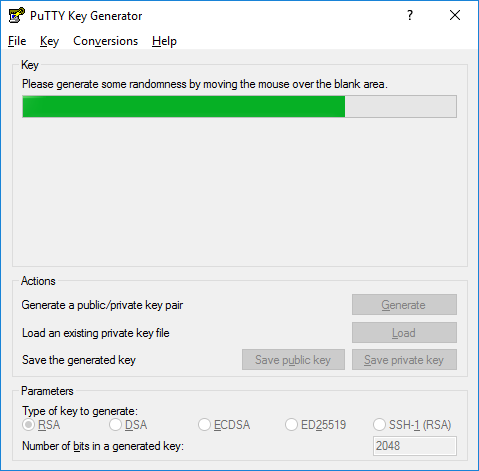 PuTTY Key Generator
File Key Conversions Help
Key
Please generate some randomness by moving the mouse over the blank area.
Actions
Generate a public/private key pair Generate
Load an existing private key file Load
Save the generated key Save public key Save private key
Parameters
Type of key to generate:
RSA DSA ECDSA ED25519 SSH-1 (RSA)
Number of bits in a generated key: 2048